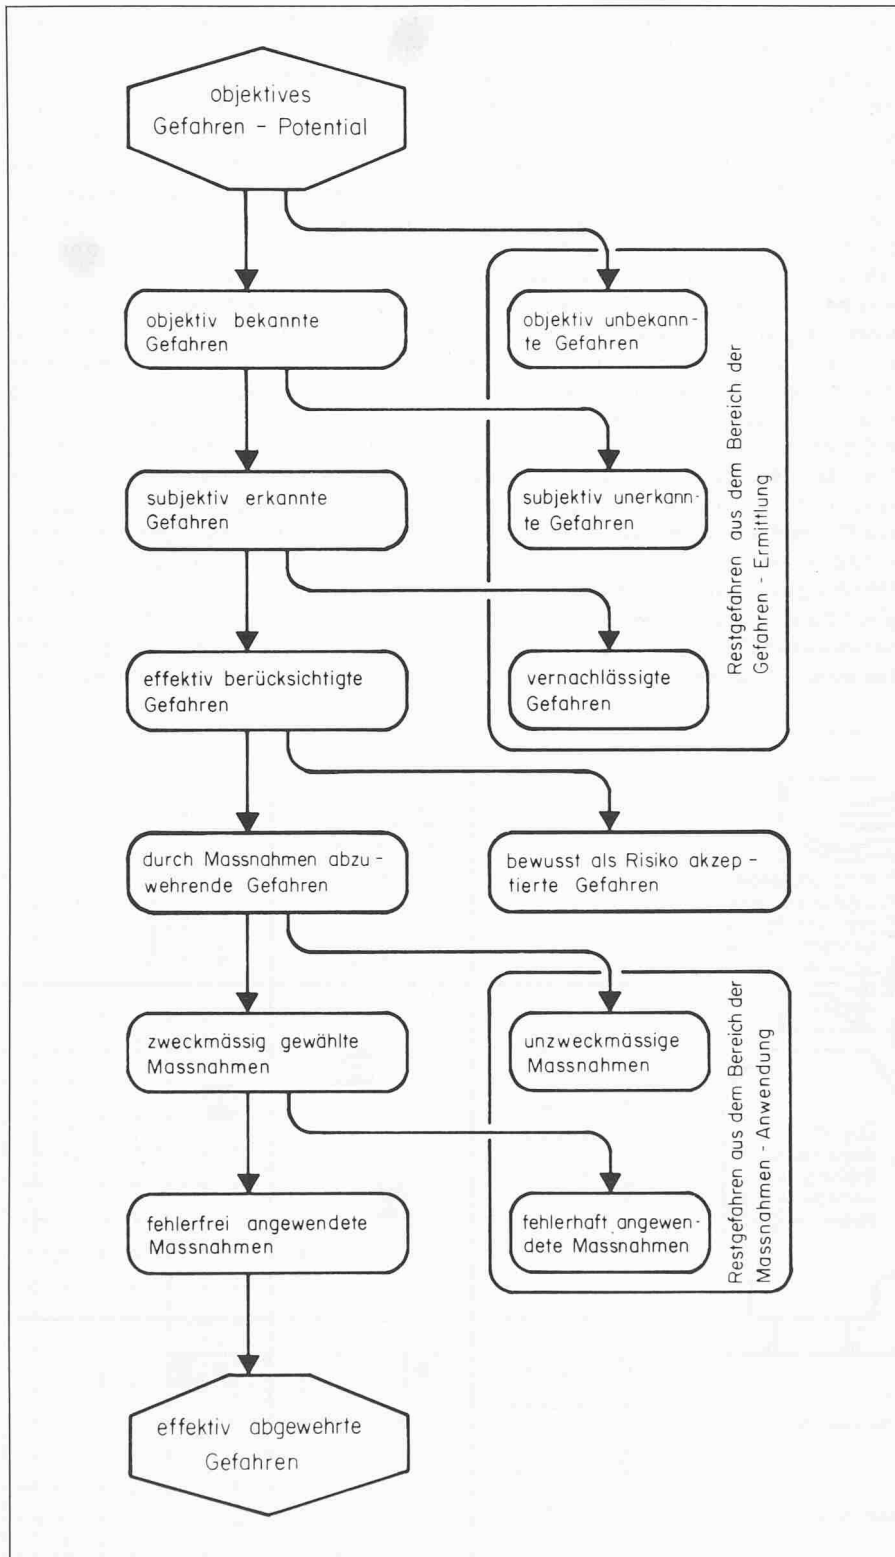 objektives
Gefahren - Potential
objektiv bekannte
Gefahren
objektiv unbekann-
te Gefahren
subjektiv erkannte
Gefahren
subjektiv unerkann-
te Gefahren
effektiv berücksichtigte
Gefahren
vernachlässigte
Gefahren
Restgefahren aus dem Bereich der
Gefahren - Ermittlung
durch Massnahmen abzu-
wehrende Gefahren
bewusst als Risiko akzep-
tierte Gefahren
zweckmässig gewählte
Massnahmen
unzweckmässige
Massnahmen
fehlerfrei angewendete
Massnahmen
fehlerhaft angewen-
dete Massnahmen
Restgefahren aus dem Bereich der
Massnahmen - Anwendung
effektiv abgewehrte
Gefahren